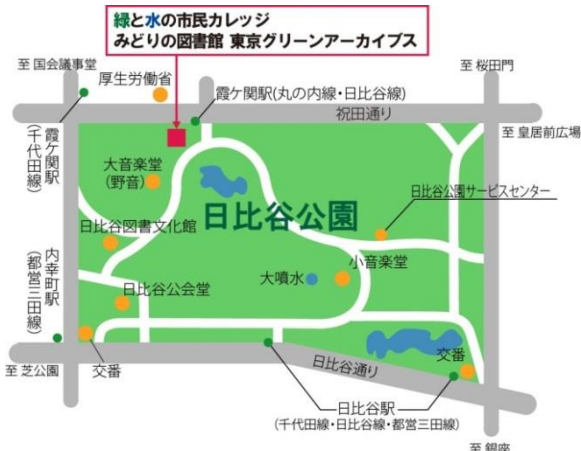 緑と水の市民カレッジ
みどりの図書館 東京グリーンアーカイブス
至 国会議事堂
厚生労働省
至 桜田門
霞ケ関駅(丸の内線・日比谷線)
祝田通り
至 皇居前広場
霞ケ関駅
(千代田線)
大音楽堂
(野音)
日比谷公園サービスセンター
日比谷公園
日比谷図書文化館
内幸町駅
(都営三田線)
大噴水
小音楽堂
日比谷公会堂
至 芝公園
交番
日比谷通り
交番
日比谷駅
(千代田線・日比谷線・都営三田線)
至 銀座